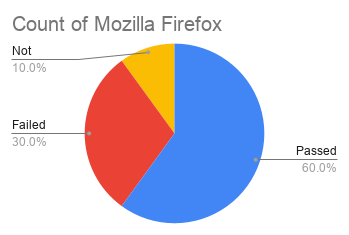 Count of Mozilla Firefox
Not
10.0%
Failed
30.0%
Passed
60.0%